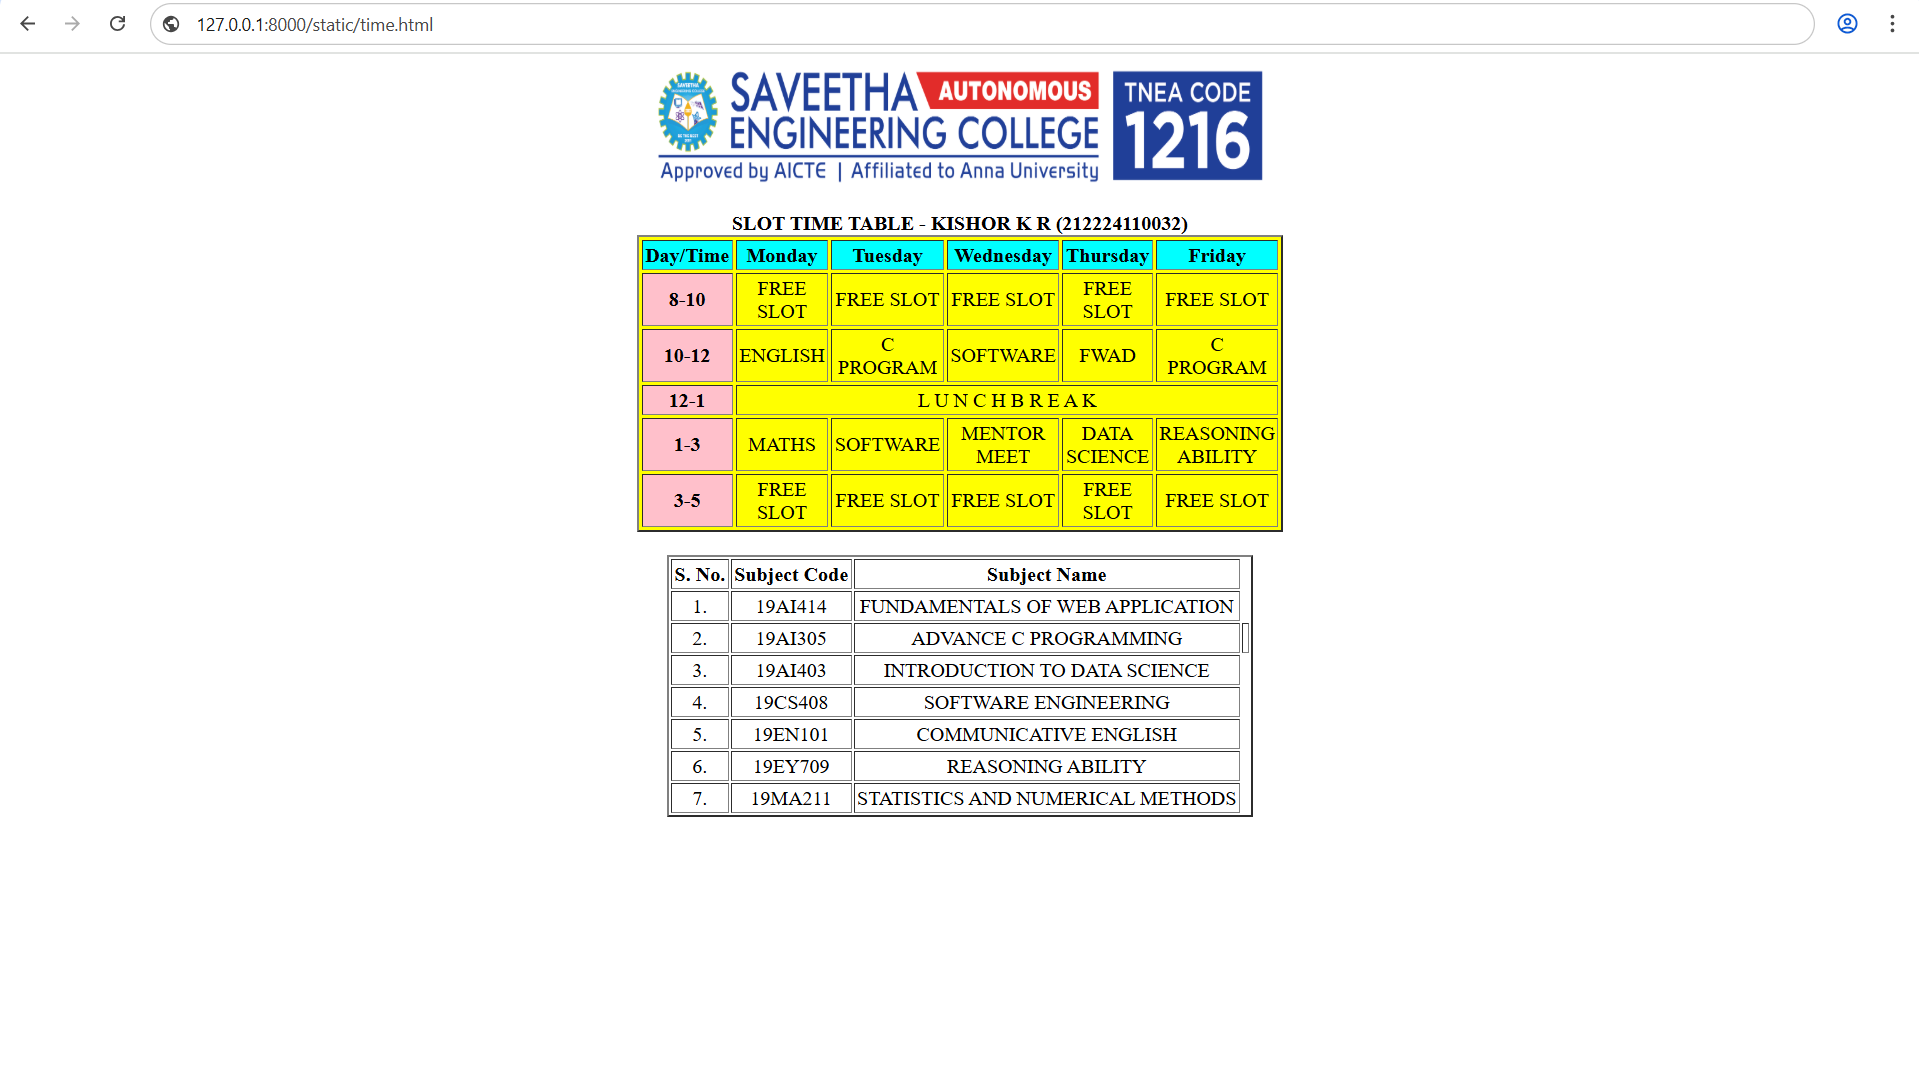 127.0.0.1:8000/static/time.html
SAVEETHA AUTONOMOUS
ENGINEERING COLLEGE
Approved by AICTE | Affiliated to Anna University
TNEA CODE
1216
SLOT TIME TABLE - KISHOR K R (212224110032)
Day/Time Monday Tuesday Wednesday Thursday Friday
8-10 FREE SLOT FREE SLOT FREE SLOT FREE SLOT FREE SLOT
10-12 ENGLISH C PROGRAM SOFTWARE FWAD C PROGRAM
12-1 L U N C H B R E A K
1-3 MATHS SOFTWARE MENTOR MEET DATA SCIENCE REASONING ABILITY
3-5 FREE SLOT FREE SLOT FREE SLOT FREE SLOT FREE SLOT
S. No. Subject Code Subject Name
1. 19AI414 FUNDAMENTALS OF WEB APPLICATION
2. 19AI305 ADVANCE C PROGRAMMING
3. 19AI403 INTRODUCTION TO DATA SCIENCE
4. 19CS408 SOFTWARE ENGINEERING
5. 19EN101 COMMUNICATIVE ENGLISH
6. 19EY709 REASONING ABILITY
7. 19MA211 STATISTICS AND NUMERICAL METHODS